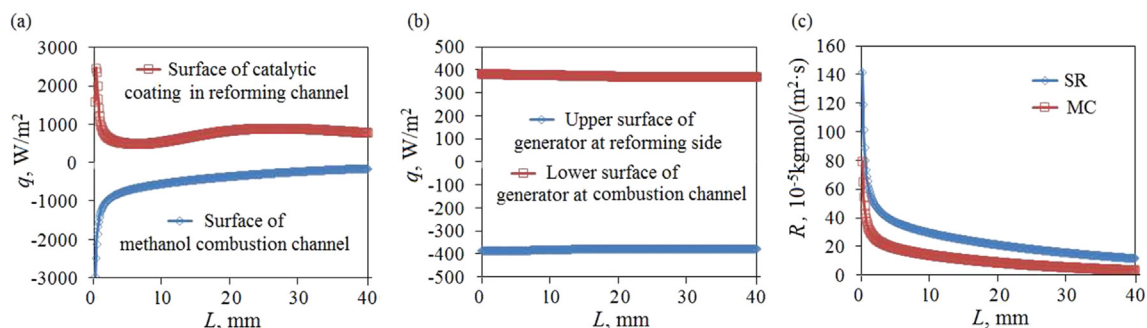 (a)
3000
2000
1000
0
-1000
-2000
-3000
q, W/m²
Surface of catalytic
coating in reforming channel
Surface of
methanol combustion channel
0 10 20 30 40
L, mm
(b)
500
400
300
200
100
0
-100
-200
-300
-400
-500
q, W/m²
Upper surface of
generator at reforming side
Lower surface of
generator at combustion channel
0 10 20 30 40
L, mm
(c)
160
140
120
100
80
60
40
20
0
R, 10⁻⁵kgmol/(m²·s)
SR
MC
0 10 20 30 40
L, mm